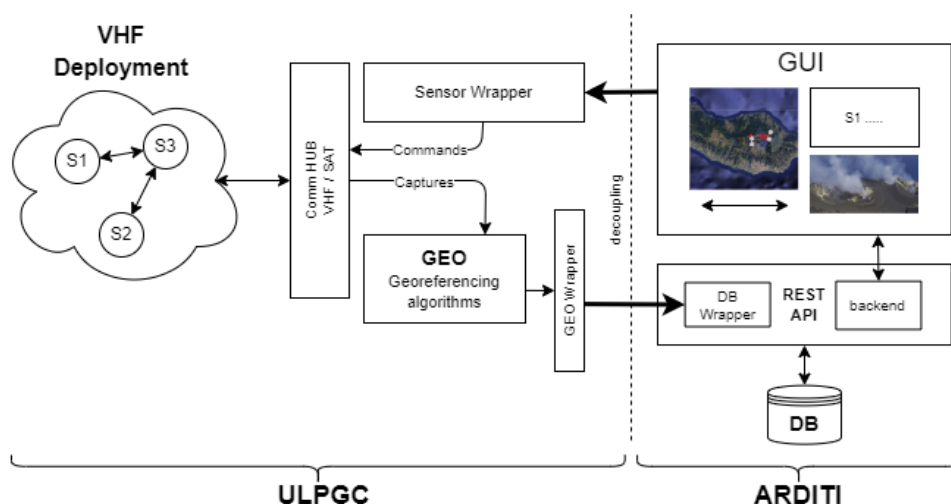 VHF
Deployment
S1
S3
S2
Comm HUB
VHF / SAT
Sensor Wrapper
Commands
Captures
GEO
Georeferencing
algorithms
GEO Wrapper
decoupling
GUI
S1 .....
DB
Wrapper
REST
API
backend
DB
ULPGC
ARDITI